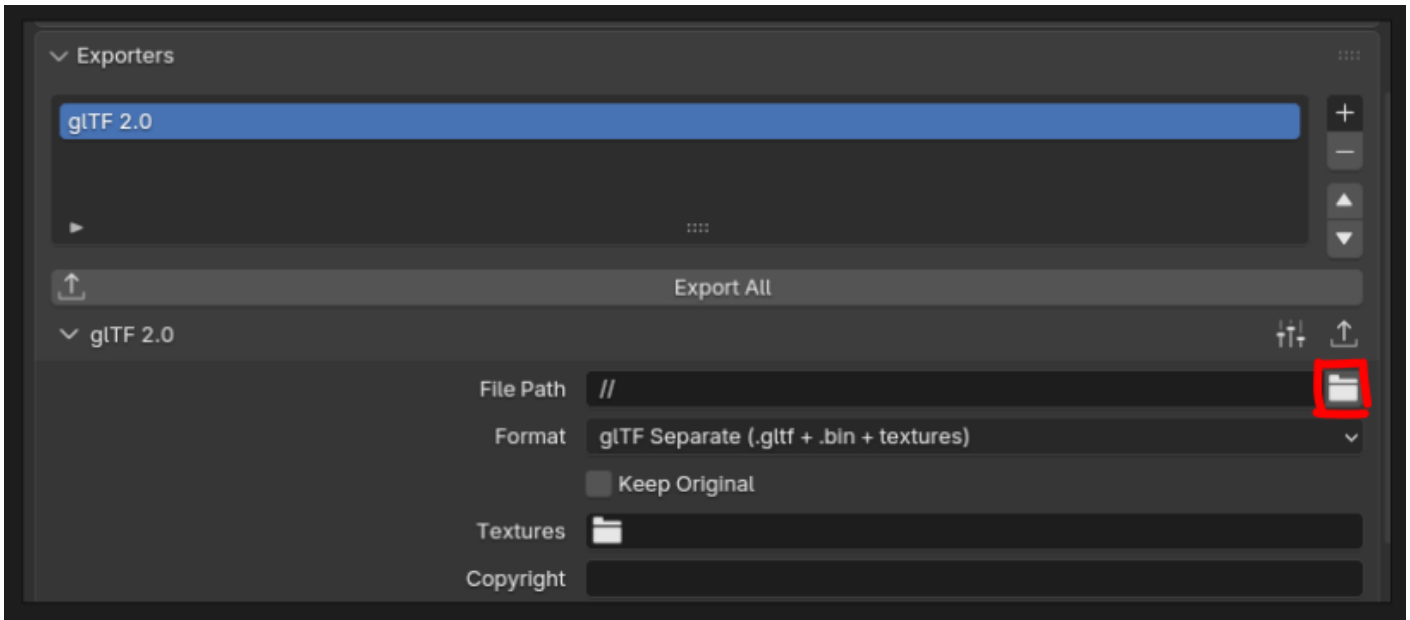 Exporters
glTF 2.0
Export All
glTF 2.0
File Path //
Format glTF Separate (.gltf + .bin + textures)
Keep Original
Textures
Copyright